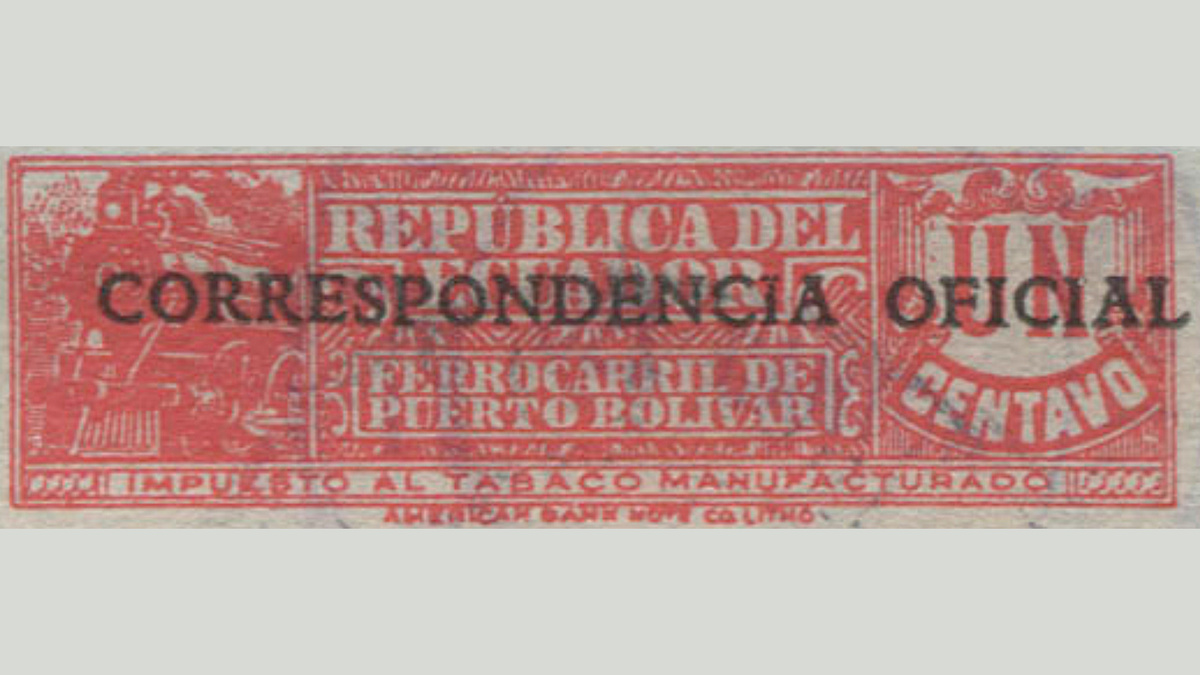 REPÚBLICA DEL
ECUADOR
CORRESPONDENCIA OFICIAL
UN
CENTAVO
FERROCARRIL DE
PUERTO BOLIVAR
IMPUESTO AL TABACO MANUFACTURADO
AMERICAN BANK NOTE CO. LITHO